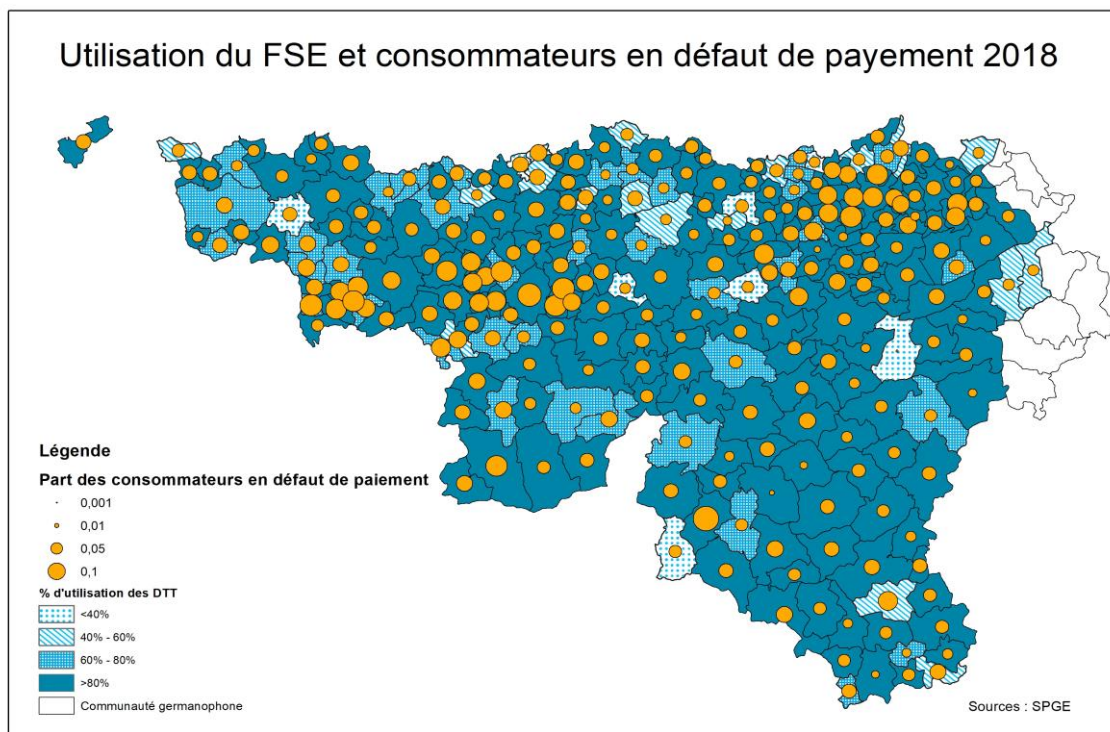 Utilisation du FSE et consommateurs en défaut de payement 2018
Légende
Part des consommateurs en défaut de paiement
0,001
0,01
0,05
0,1
% d'utilisation des DTT
<40%
40% - 60%
60% - 80%
>80%
Communauté germanophone
Sources : SPGE